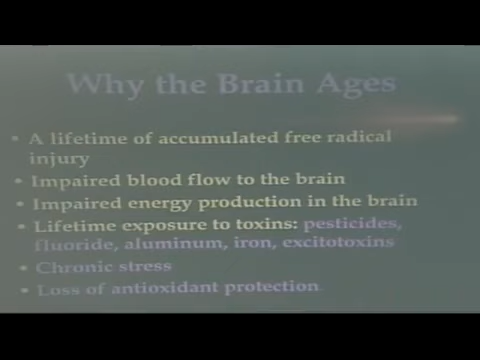 Why the Brain Ages
• A lifetime of accumulated free radical
injury
• Impaired blood flow to the brain
• Impaired energy production in the brain
• Lifetime exposure to toxins: pesticides,
fluoride, aluminum, iron, excitotoxins
• Chronic stress
• Loss of antioxidant protection